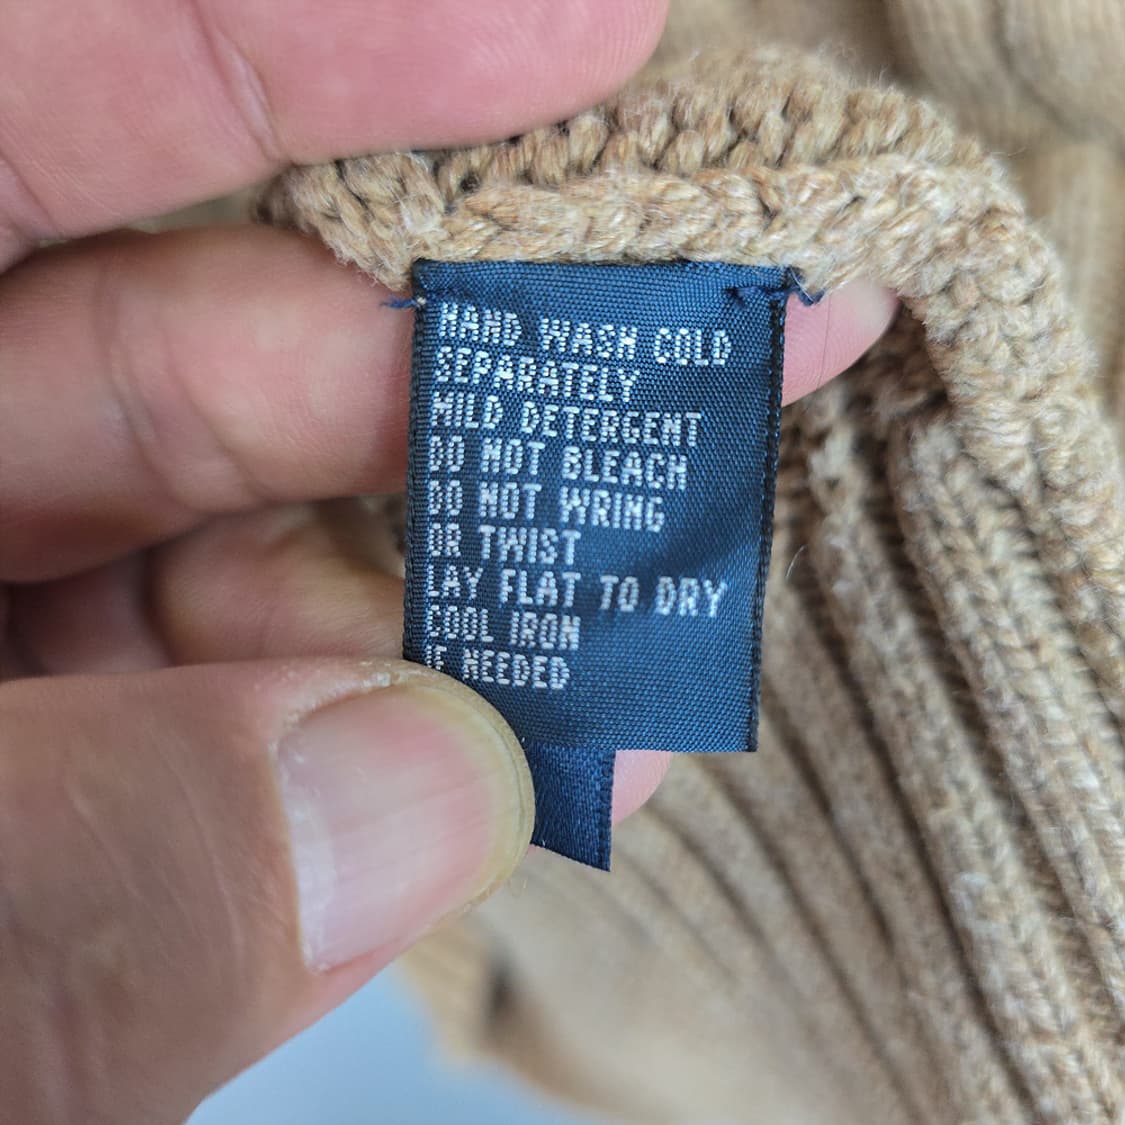 HAND WASH COLD
SEPARATELY
MILD DETERGENT
DO NOT BLEACH
DO NOT WRING
OR TWIST
LAY FLAT TO DRY
COOL IRON
IF NEEDED